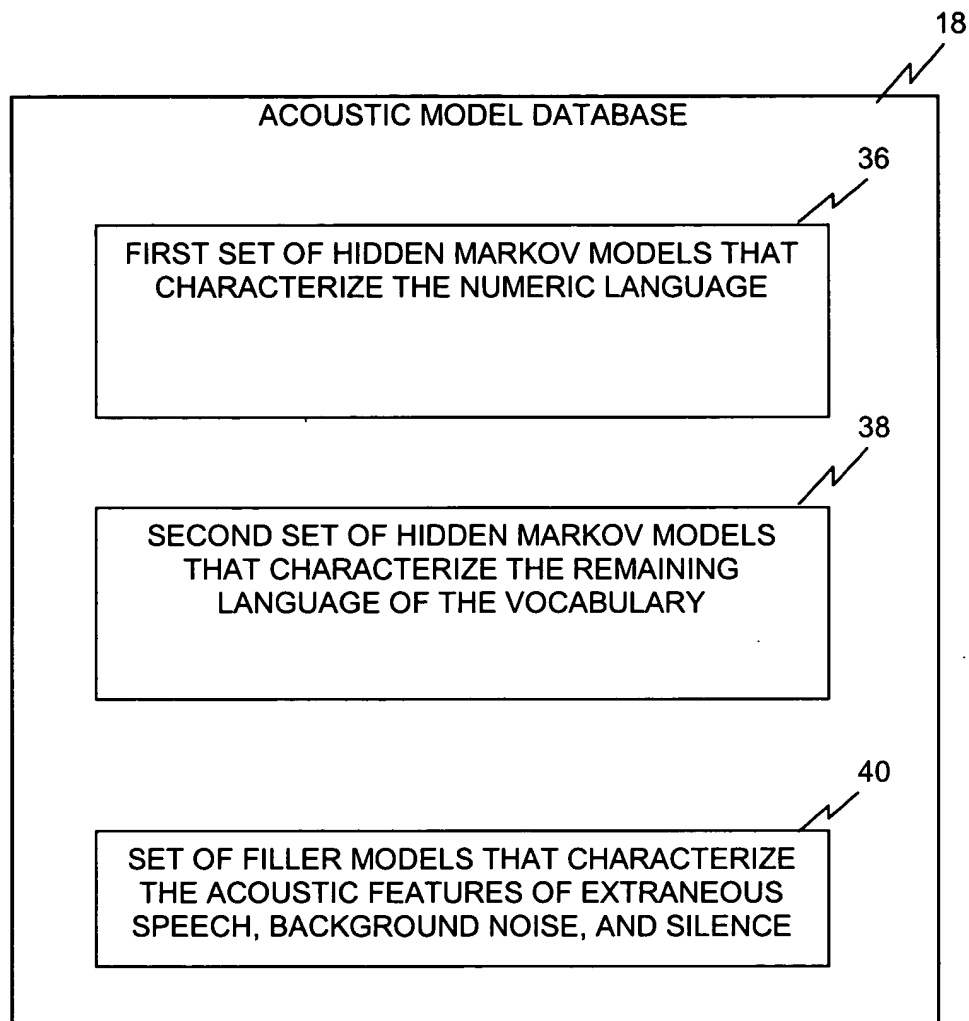 18
ACOUSTIC MODEL DATABASE
36
FIRST SET OF HIDDEN MARKOV MODELS THAT
CHARACTERIZE THE NUMERIC LANGUAGE
38
SECOND SET OF HIDDEN MARKOV MODELS
THAT CHARACTERIZE THE REMAINING
LANGUAGE OF THE VOCABULARY
40
SET OF FILLER MODELS THAT CHARACTERIZE
THE ACOUSTIC FEATURES OF EXTRANEOUS
SPEECH, BACKGROUND NOISE, AND SILENCE